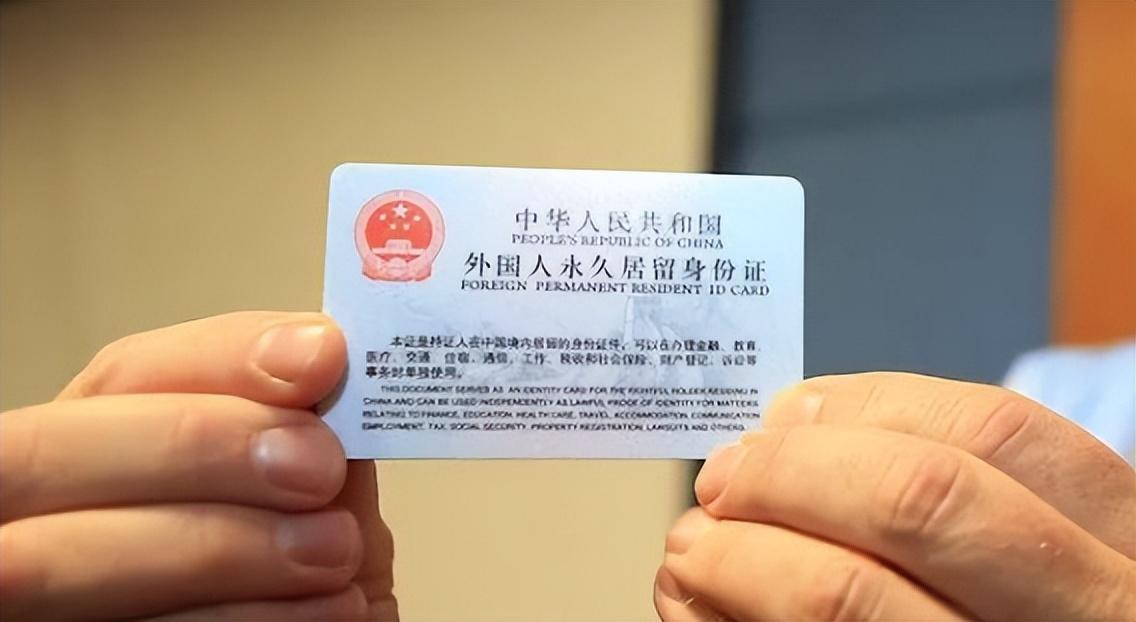 中华人民共和国
PEOPLE'S REPUBLIC OF CHINA
外国人永久居留身份证
FOREIGN PERMANENT RESIDENT ID CARD
本证是持证人在中国境内居留的身份证件，可以在办理金融、教育、
医疗、交通、住宿、通信、工作、税收和社会保险、财产登记、诉讼等
事务时单独使用。
THIS DOCUMENT SERVED AS AN IDENTITY CARD FOR THE RIGHTFUL HOLDER RESIDING IN
CHINA AND CAN BE USED INDEPENDENTLY AS LAWFUL PROOF OF IDENTITY FOR MATTERS
RELATING TO FINANCE, EDUCATION, HEALTH CARE, TRAVEL, ACCOMMODATION, COMMUNICATION
EMPLOYMENT, TAX, SOCIAL SECURITY, PROPERTY REGISTRATION, LAWSUITS AND OTHERS.